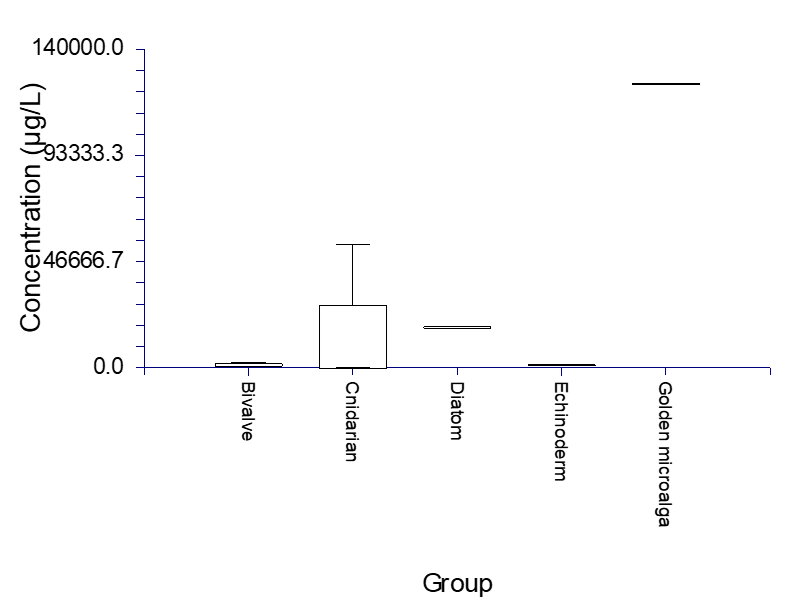 140000.0
Concentration (µg/L)
93333.3
46666.7
0.0
Bivalve
Cnidarian
Diatom
Echinoderm
Golden microalga
Group